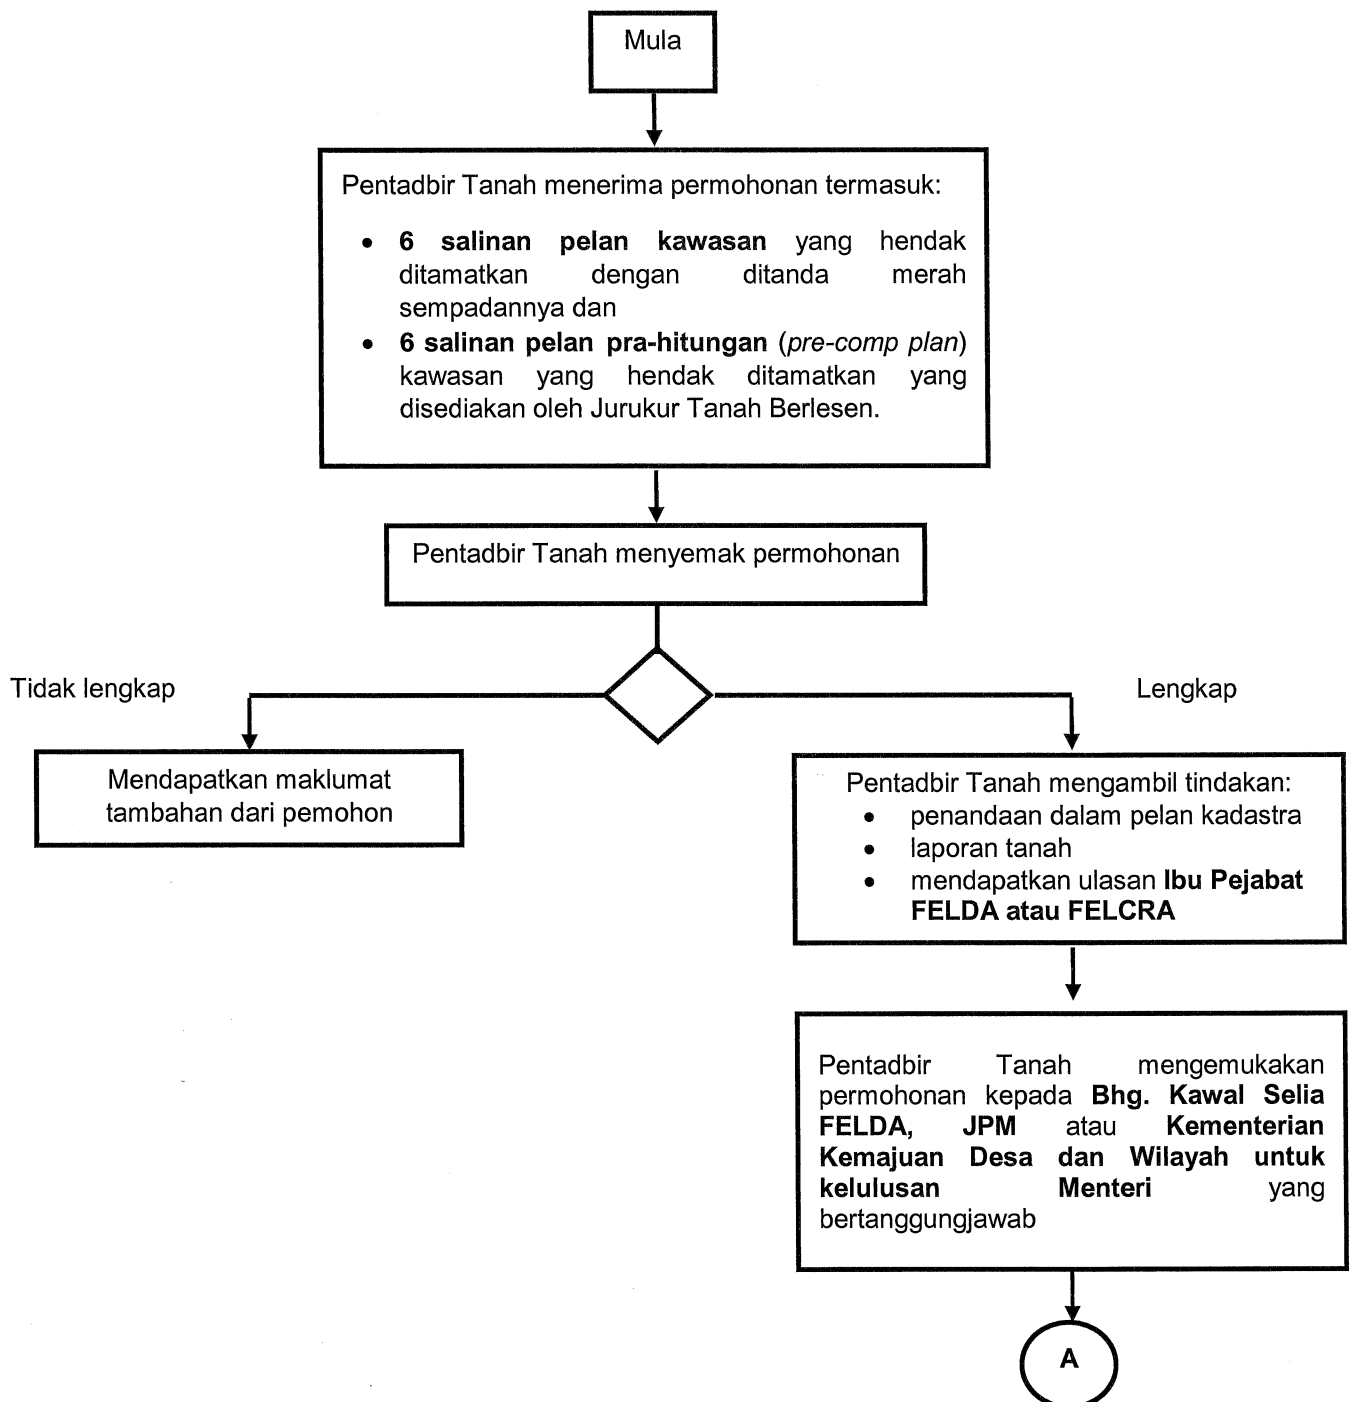 Mula
Pentadbir Tanah menerima permohonan termasuk:
• 6 salinan pelan kawasan yang hendak
ditamatkan dengan ditanda merah
sempadannya dan
• 6 salinan pelan pra-hitungan (pre-comp plan)
kawasan yang hendak ditamatkan yang
disediakan oleh Jurukur Tanah Berlesen.
Pentadbir Tanah menyemak permohonan
Tidak lengkap
Lengkap
Mendapatkan maklumat
tambahan dari pemohon
Pentadbir Tanah mengambil tindakan:
• penandaan dalam pelan kadastra
• laporan tanah
• mendapatkan ulasan Ibu Pejabat
FELDA atau FELCRA
Pentadbir Tanah mengemukakan
permohonan kepada Bhg. Kawal Selia
FELDA, JPM atau Kementerian
Kemajuan Desa dan Wilayah untuk
kelulusan Menteri yang
bertanggungjawab
A